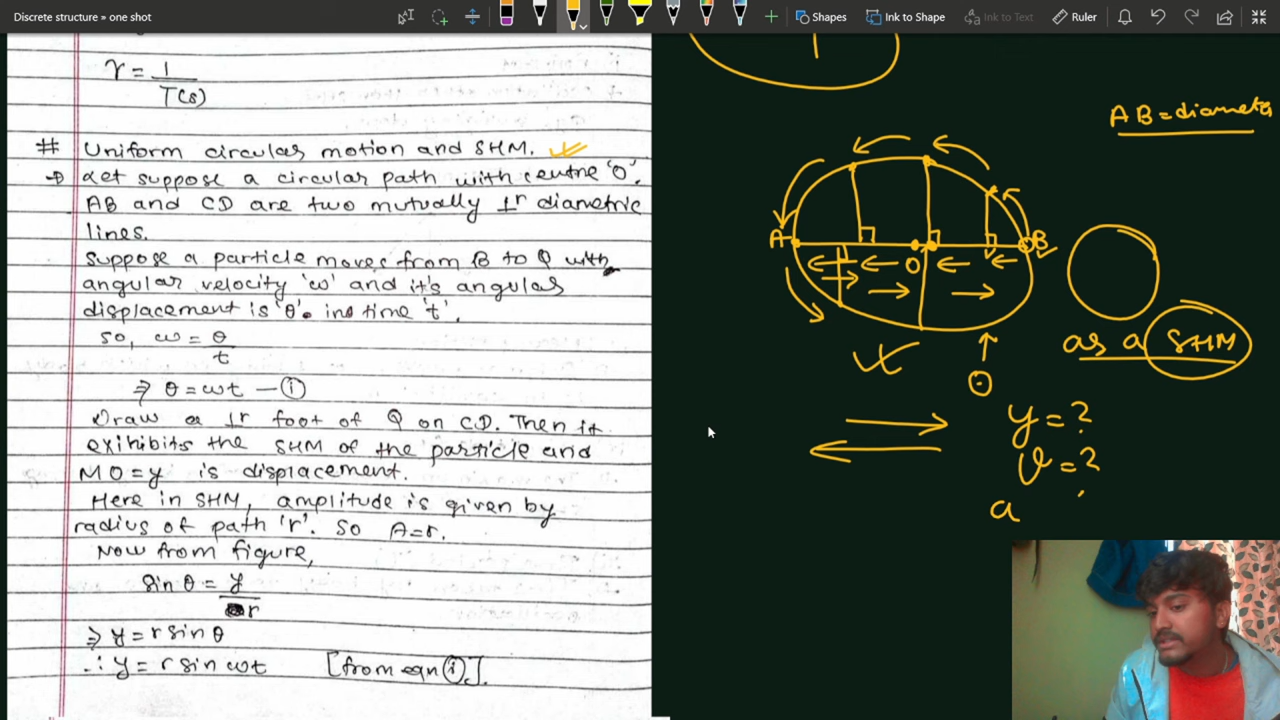 Discrete structure » one shot
Shapes
Ink to Shape
Ink to Text
Ruler
r = 1
T(s)
# Uniform circular motion and SHM.
→ Let suppose a circular path with centre 'O'.
AB and CD are two mutually ⊥r diametric
lines.
Suppose a particle moves from B to Q with
angular velocity 'ω' and it's angular
displacement is 'θ'. in time 't'.
so, ω = θ
t
⇒ θ = ωt — (i)
Draw a ⊥r foot of Q on CD. Then it
exihibits the SHM of the particle and
MO = y is displacement.
Here in SHM, amplitude is given by
radius of path 'r'. So A = r.
Now from figure,
sin θ = y
r
⇒ y = r sin θ
∴ y = r sin ωt [from eqn (i)].
AB = diameter
A O B
as a SHM
y = ?
v = ?
a